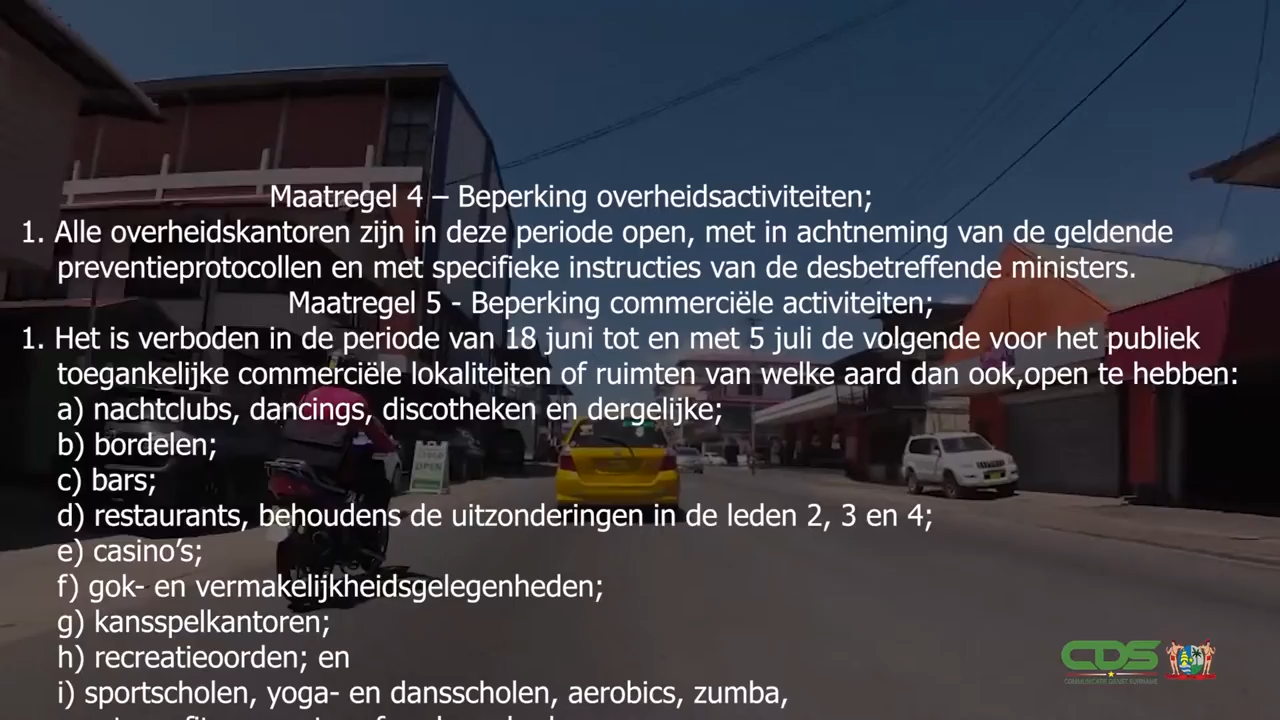 Maatregel 4 – Beperking overheidsactiviteiten;
1. Alle overheidskantoren zijn in deze periode open, met in achtneming van de geldende
preventieprotocollen en met specifieke instructies van de desbetreffende ministers.
Maatregel 5 - Beperking commerciële activiteiten;
1. Het is verboden in de periode van 18 juni tot en met 5 juli de volgende voor het publiek
toegankelijke commerciële lokaliteiten of ruimten van welke aard dan ook,open te hebben:
a) nachtclubs, dancings, discotheken en dergelijke;
b) bordelen;
c) bars;
d) restaurants, behoudens de uitzonderingen in de leden 2, 3 en 4;
e) casino’s;
f) gok- en vermakelijkheidsgelegenheden;
g) kansspelkantoren;
h) recreatieoorden; en
i) sportscholen, yoga- en dansscholen, aerobics, zumba,
OPEN
CDS
COMMUNICATIE DIENST SURINAME